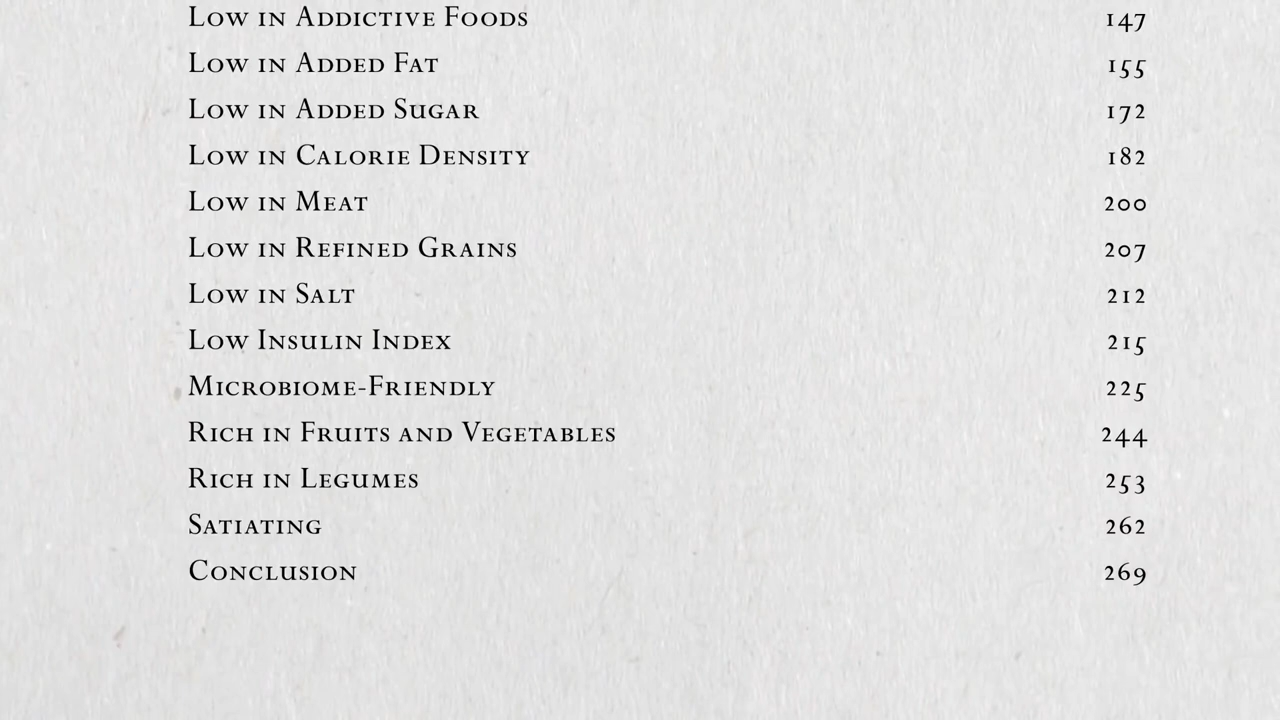 Low in Addictive Foods 147
Low in Added Fat 155
Low in Added Sugar 172
Low in Calorie Density 182
Low in Meat 200
Low in Refined Grains 207
Low in Salt 212
Low Insulin Index 215
Microbiome-Friendly 225
Rich in Fruits and Vegetables 244
Rich in Legumes 253
Satiating 262
Conclusion 269